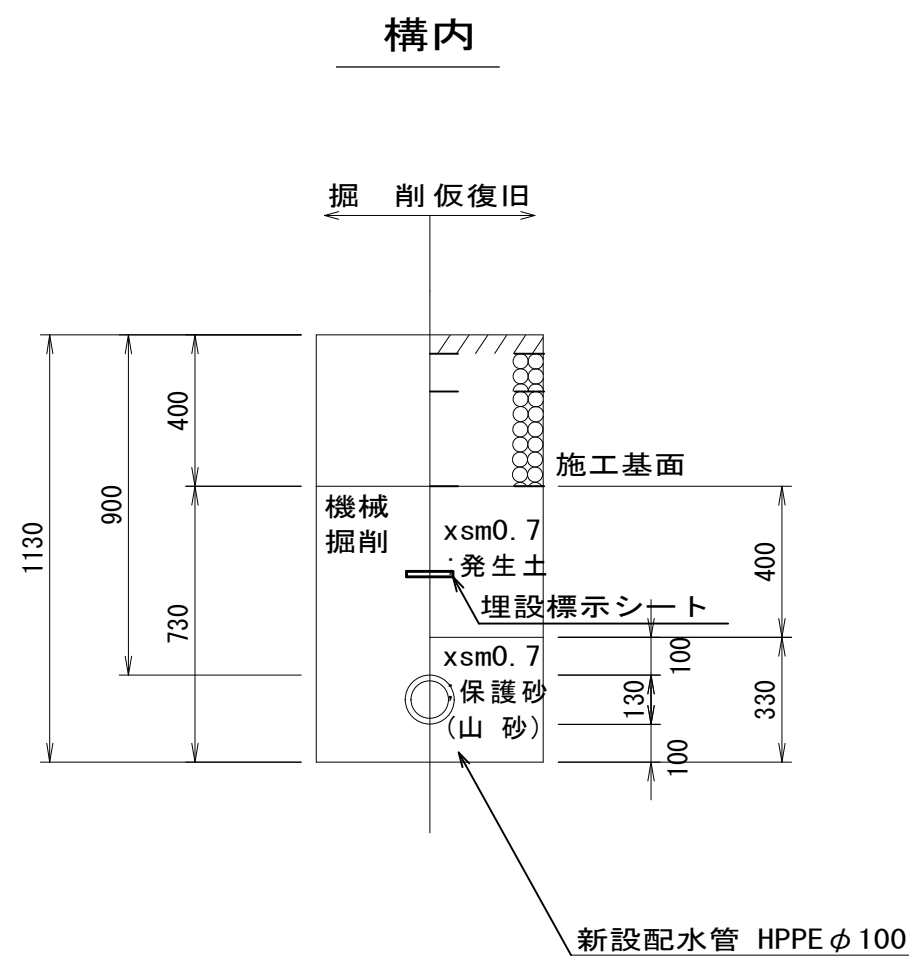 構内
掘　削 仮復旧
400
900
1130
730
機械
掘削
施工基面
xsm0.7
発生土
埋設標示シート
400
xsm0.7
保護砂
(山 砂)
100
130
100
330
新設配水管 HPPEφ100